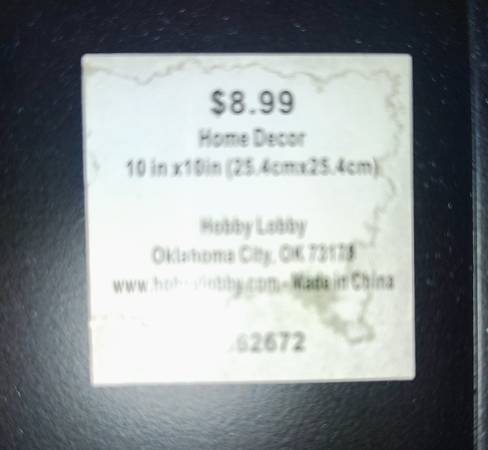 $8.99
Home Decor
10 in x10in (25.4cmx25.4cm)
Hobby Lobby
Oklahoma City, OK
Made in China
62672